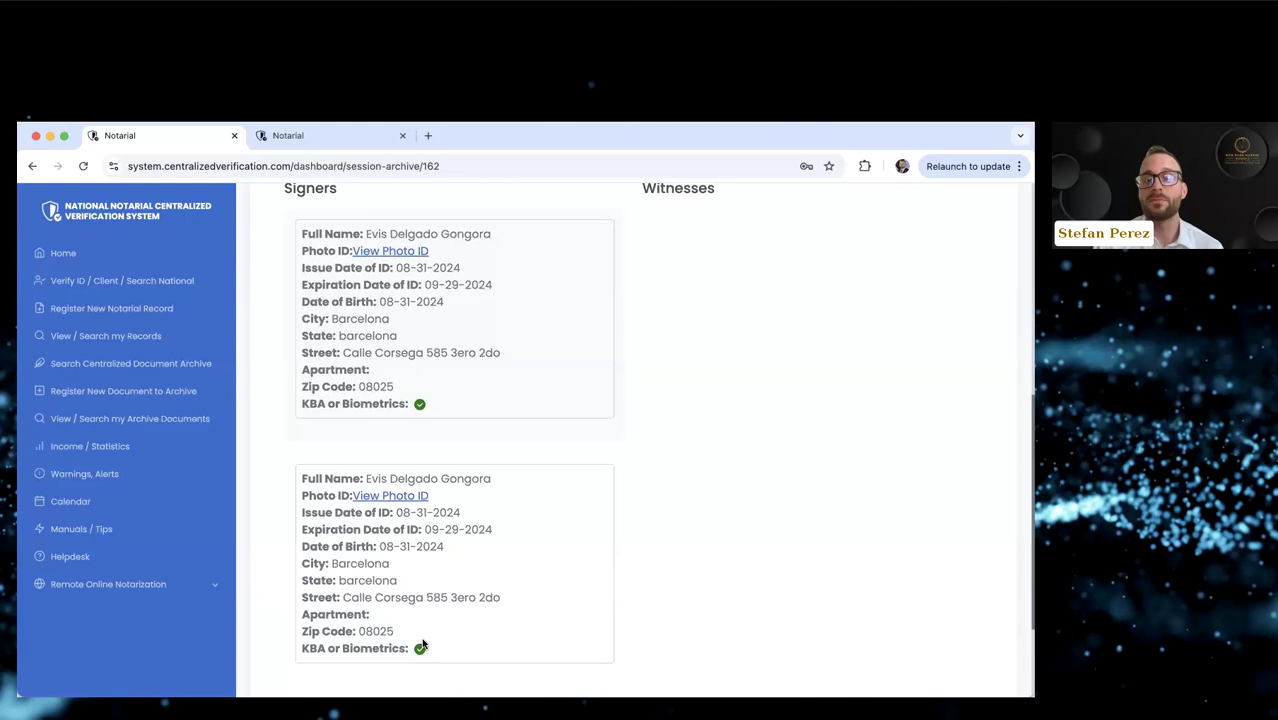 Notarial
Notarial
system.centralizedverification.com/dashboard/session-archive/162
Relaunch to update
NATIONAL NOTARIAL CENTRALIZED
VERIFICATION SYSTEM
Home
Verify ID / Client / Search National
Register New Notarial Record
View / Search my Records
Search Centralized Document Archive
Register New Document to Archive
View / Search my Archive Documents
Income / Statistics
Warnings, Alerts
Calendar
Manuals / Tips
Helpdesk
Remote Online Notarization
Signers
Full Name: Evis Delgado Gongora
Photo ID:View Photo ID
Issue Date of ID: 08-31-2024
Expiration Date of ID: 09-29-2024
Date of Birth: 08-31-2024
City: Barcelona
State: barcelona
Street: Calle Corsega 585 3ero 2do
Apartment:
Zip Code: 08025
KBA or Biometrics:
Full Name: Evis Delgado Gongora
Photo ID:View Photo ID
Issue Date of ID: 08-31-2024
Expiration Date of ID: 09-29-2024
Date of Birth: 08-31-2024
City: Barcelona
State: barcelona
Street: Calle Corsega 585 3ero 2do
Apartment:
Zip Code: 08025
KBA or Biometrics:
Witnesses
Stefan Perez